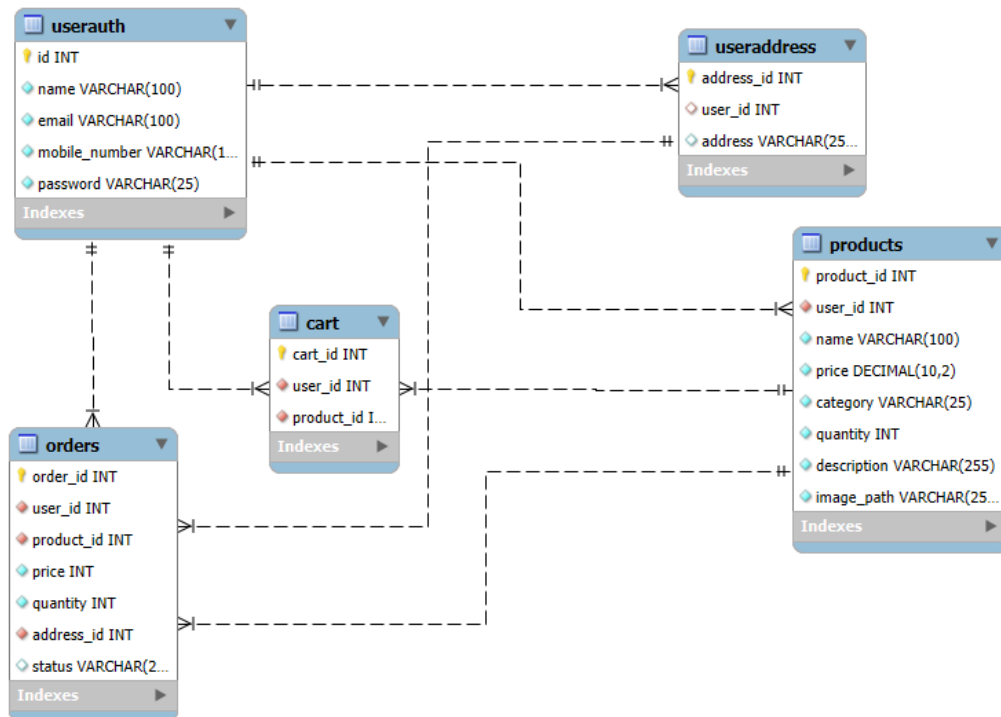 userauth
id INT
name VARCHAR(100)
email VARCHAR(100)
mobile_number VARCHAR(1...
password VARCHAR(25)
Indexes
useraddress
address_id INT
user_id INT
address VARCHAR(25...
Indexes
products
product_id INT
user_id INT
name VARCHAR(100)
price DECIMAL(10,2)
category VARCHAR(25)
quantity INT
description VARCHAR(255)
image_path VARCHAR(25...
Indexes
cart
cart_id INT
user_id INT
product_id I...
Indexes
orders
order_id INT
user_id INT
product_id INT
price INT
quantity INT
address_id INT
status VARCHAR(2...
Indexes